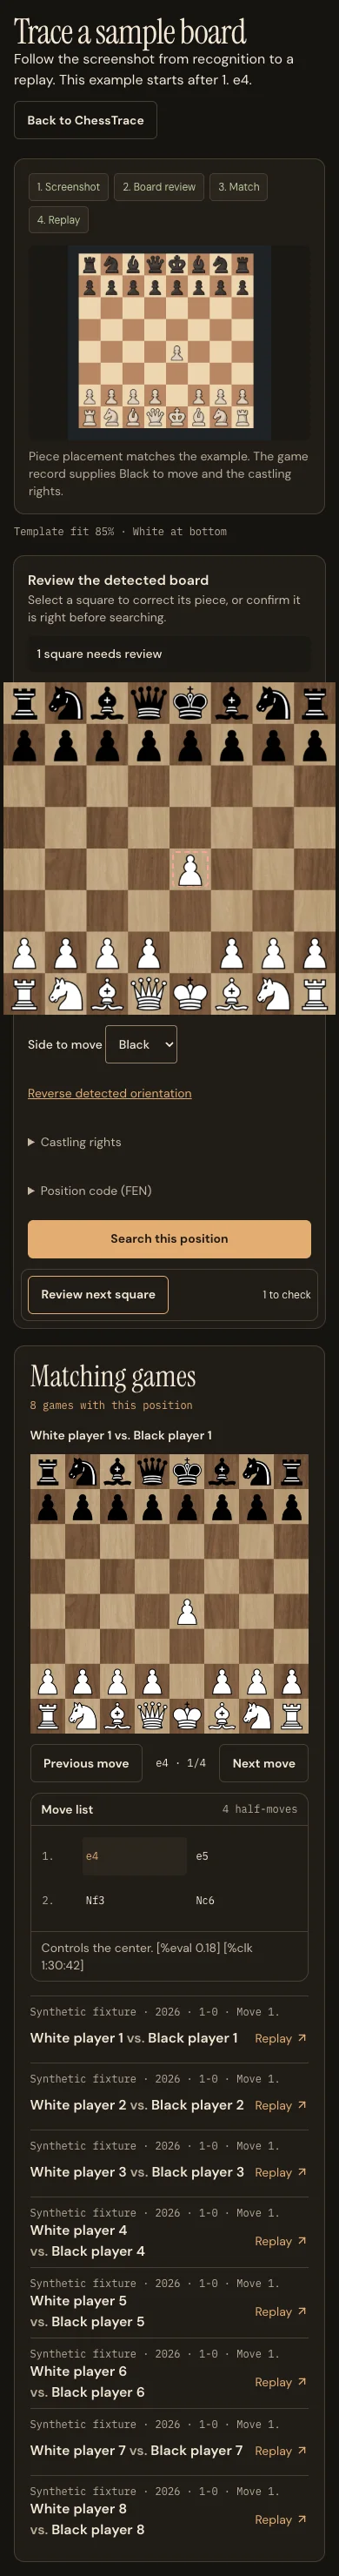 Trace a sample board
Follow the screenshot from recognition to a
replay. This example starts after 1. e4.
Back to ChessTrace
1. Screenshot
2. Board review
3. Match
4. Replay
Piece placement matches the example. The game
record supplies Black to move and the castling
rights.
Template fit 85% · White at bottom
Review the detected board
Select a square to correct its piece, or confirm it
is right before searching.
1 square needs review
Side to move Black
Reverse detected orientation
Castling rights
Position code (FEN)
Search this position
Review next square 1 to check
Matching games
8 games with this position
White player 1 vs. Black player 1
Previous move e4 · 1/4 Next move
Move list 4 half-moves
1. e4 e5
2. Nf3 Nc6
Controls the center. [%eval 0.18] [%clk
1:30:42]
Synthetic fixture · 2026 · 1-0 · Move 1.
White player 1 vs. Black player 1 Replay ↗
Synthetic fixture · 2026 · 1-0 · Move 1.
White player 2 vs. Black player 2 Replay ↗
Synthetic fixture · 2026 · 1-0 · Move 1.
White player 3 vs. Black player 3 Replay ↗
Synthetic fixture · 2026 · 1-0 · Move 1.
White player 4
vs. Black player 4 Replay ↗
Synthetic fixture · 2026 · 1-0 · Move 1.
White player 5
vs. Black player 5 Replay ↗
Synthetic fixture · 2026 · 1-0 · Move 1.
White player 6
vs. Black player 6 Replay ↗
Synthetic fixture · 2026 · 1-0 · Move 1.
White player 7 vs. Black player 7 Replay ↗
Synthetic fixture · 2026 · 1-0 · Move 1.
White player 8
vs. Black player 8 Replay ↗